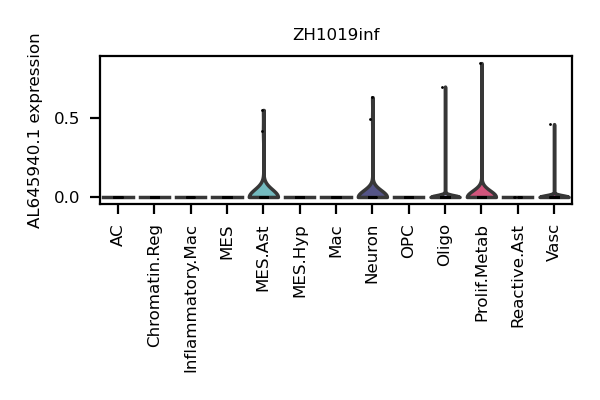 ZH1019inf
AL645940.1 expression
0.5
0.0
AC
Chromatin.Reg
Inflammatory.Mac
MES
MES.Ast
MES.Hyp
Mac
Neuron
OPC
Oligo
Prolif.Metab
Reactive.Ast
Vasc